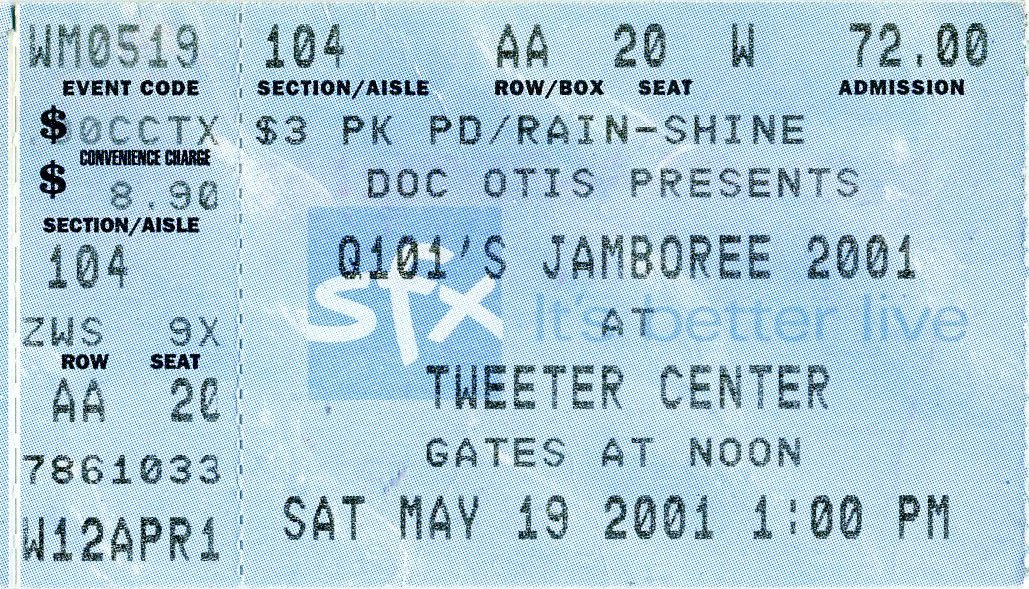 WM0519 104 AA 20 W 72.00
EVENT CODE SECTION/AISLE ROW/BOX SEAT ADMISSION
$ 0CCTX $3 PK PD/RAIN-SHINE
CONVENIENCE CHARGE
$ 8.90 DOC OTIS PRESENTS
SECTION/AISLE
104 Q101'S JAMBOREE 2001
STX It's better live
ZWS 9X AT
ROW SEAT
AA 20 TWEETER CENTER
7861033 GATES AT NOON
W12APR1 SAT MAY 19 2001 1:00 PM